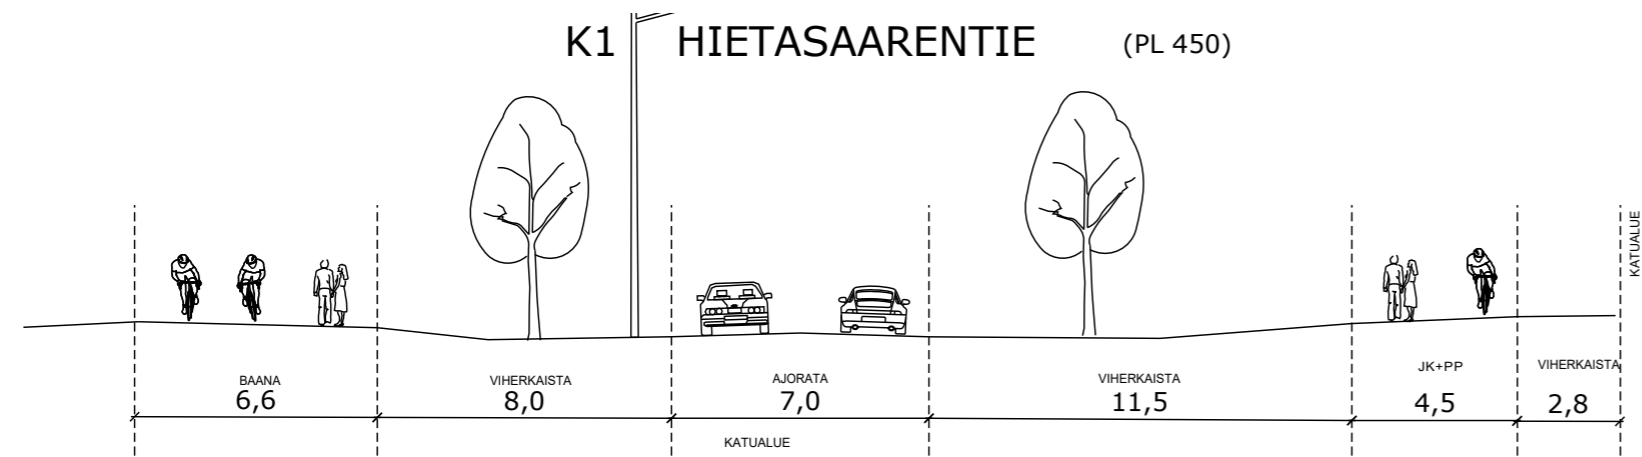 K1 HIETASAARENTIE (PL 450)
KATUALUE
BAANA
6,6
VIHERKAISTA
8,0
AJORATA
7,0
VIHERKAISTA
11,5
JK+PP
4,5
VIHERKAISTA
2,8
KATUALUE